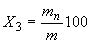 X₃ = mₙ/m 100